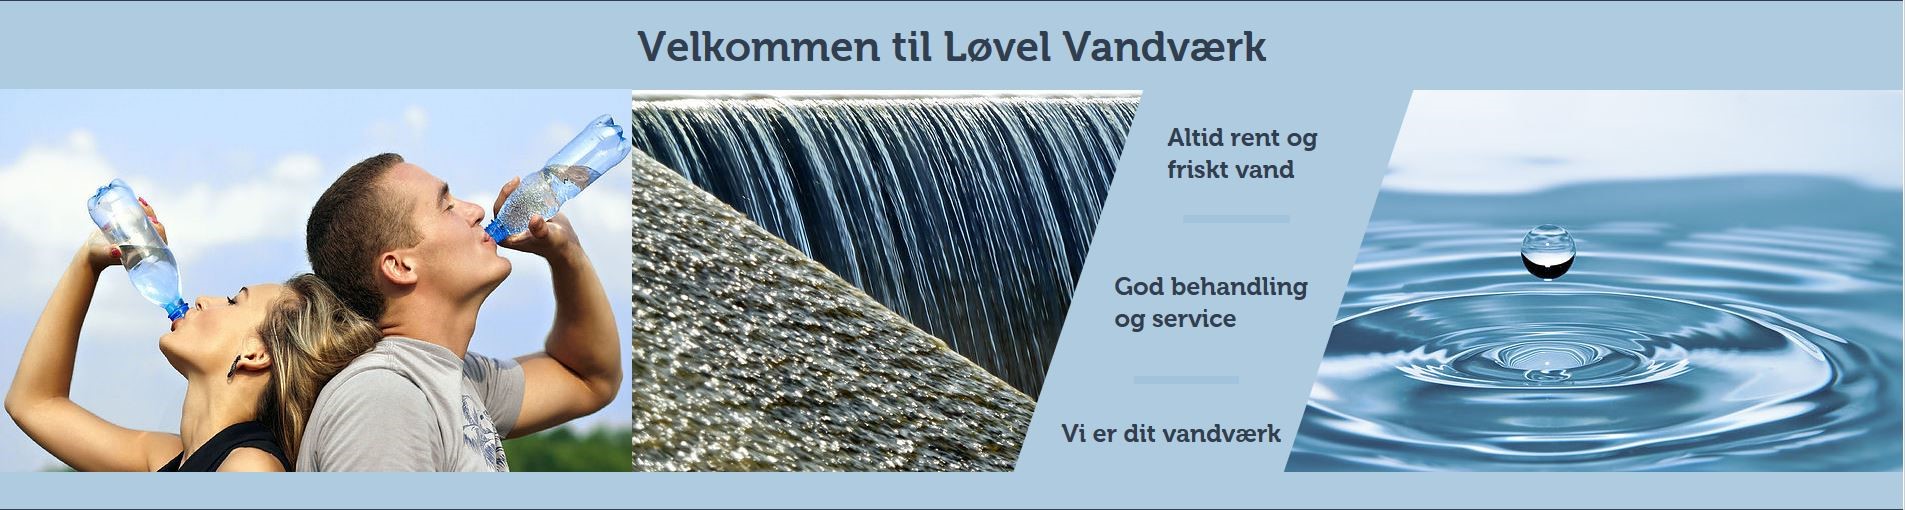 Velkommen til Løvel Vandværk
Altid rent og
friskt vand
God behandling
og service
Vi er dit vandværk